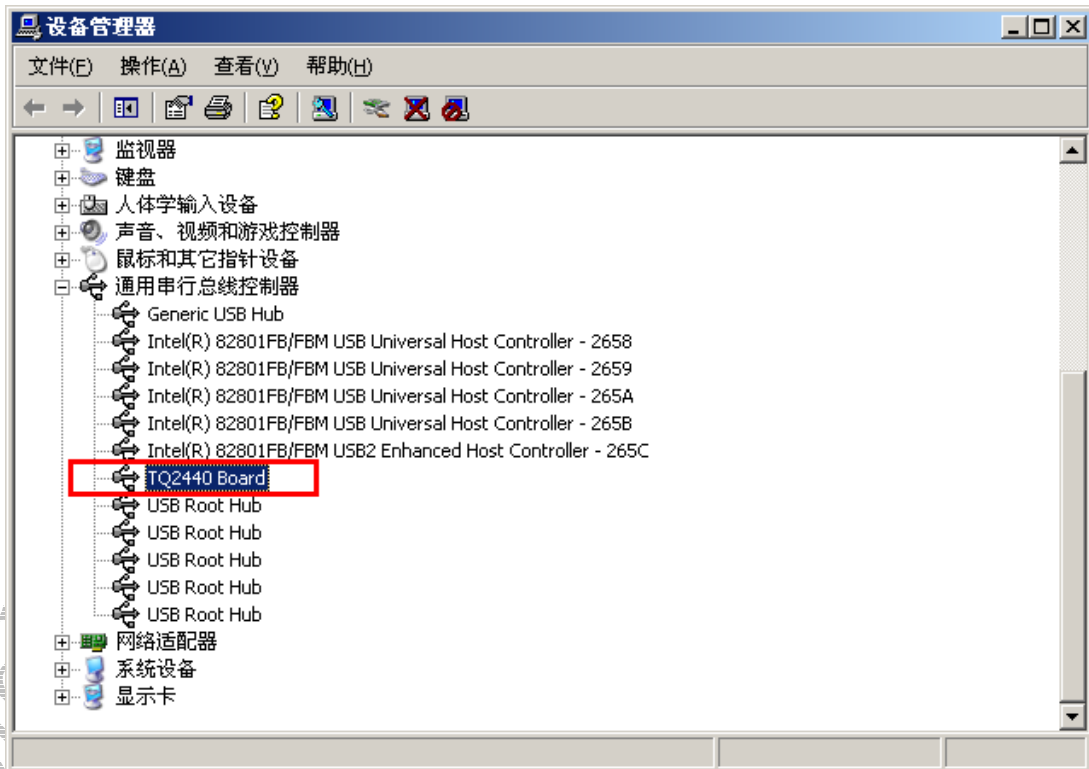 设备管理器
文件(F) 操作(A) 查看(V) 帮助(H)
监视器
键盘
人体学输入设备
声音、视频和游戏控制器
鼠标和其它指针设备
通用串行总线控制器
Generic USB Hub
Intel(R) 82801FB/FBM USB Universal Host Controller - 2658
Intel(R) 82801FB/FBM USB Universal Host Controller - 2659
Intel(R) 82801FB/FBM USB Universal Host Controller - 265A
Intel(R) 82801FB/FBM USB Universal Host Controller - 265B
Intel(R) 82801FB/FBM USB2 Enhanced Host Controller - 265C
TQ2440 Board
USB Root Hub
USB Root Hub
USB Root Hub
USB Root Hub
USB Root Hub
网络适配器
系统设备
显示卡